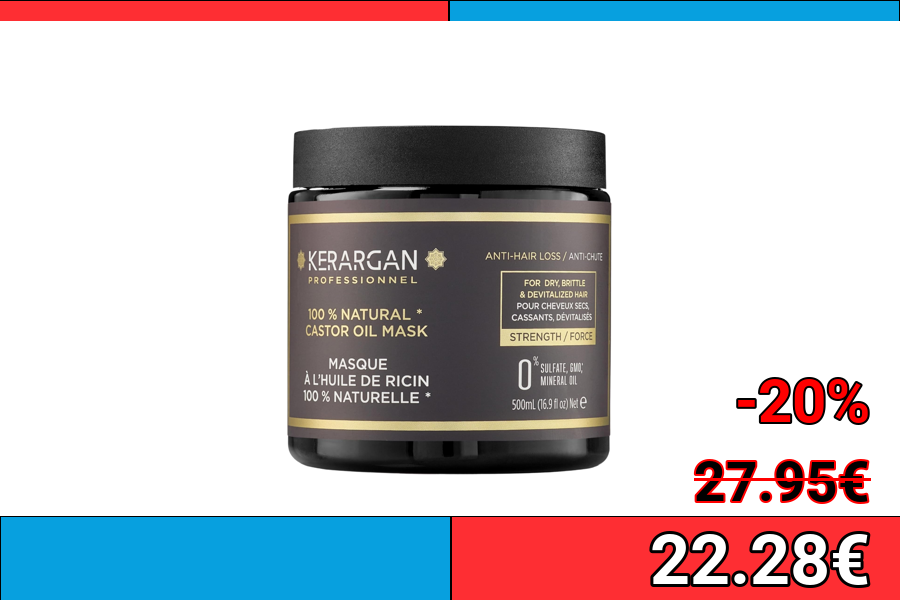 KERARGAN
PROFESSIONNEL
100 % NATURAL *
CASTOR OIL MASK
MASQUE
À L'HUILE DE RICIN
100 % NATURELLE *
ANTI-HAIR LOSS / ANTI-CHUTE
FOR DRY, BRITTLE
& DEVITALIZED HAIR
POUR CHEVEUX SECS,
CASSANTS, DÉVITALISÉS
STRENGTH / FORCE
0% SULFATE, GMO,
MINERAL OIL
500mL (16.9 fl oz) Net ℮
-20%
27.95€
22.28€